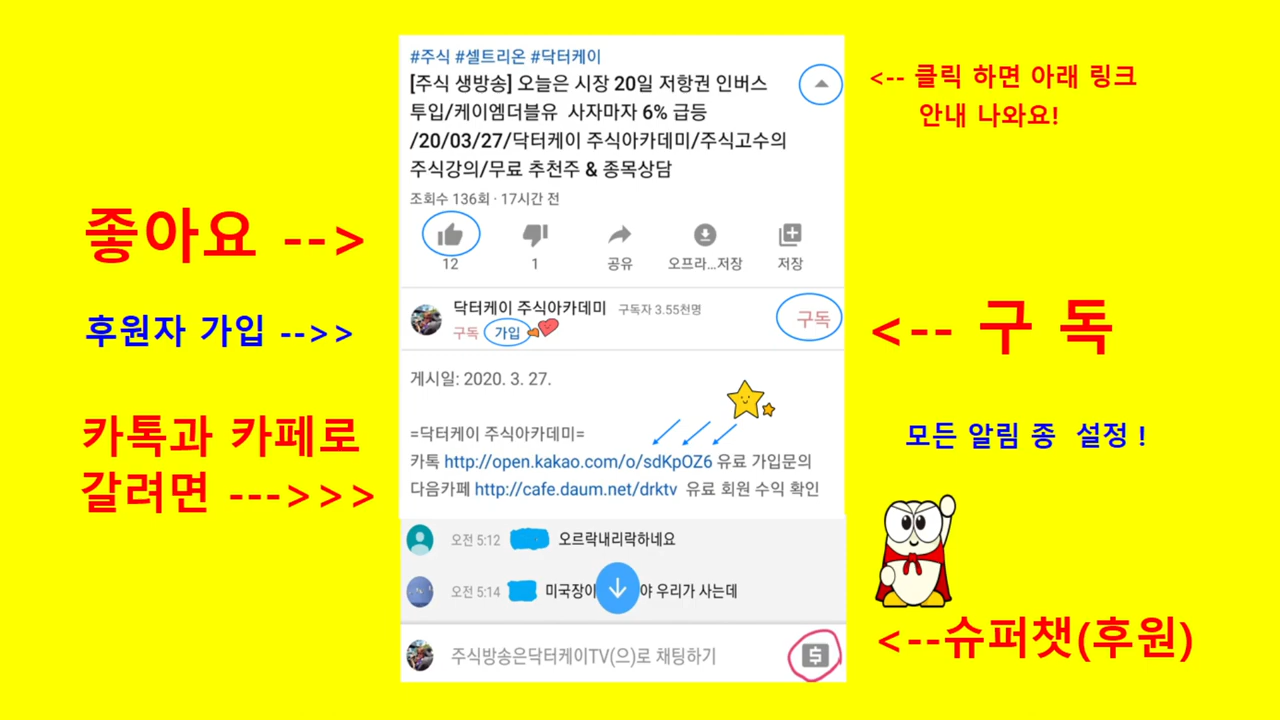 #주식 #셀트리온 #닥터케이
[주식 생방송] 오늘은 시장 20일 저항권 인버스
투입/케이엠더블유 사자마자 6% 급등
/20/03/27/닥터케이 주식아카데미/주식고수의
주식강의/무료 추천주 & 종목상담
조회수 136회 · 17시간 전
<-- 클릭 하면 아래 링크
안내 나와요!
좋아요 -->
12
1
공유
오프라...저장
저장
후원자 가입 -->>
닥터케이 주식아카데미 구독자 3.55천명
구독 가입
구독
<-- 구 독
게시일: 2020. 3. 27.
카톡과 카페로
갈려면 --->>>
모든 알림 종 설정 !
=닥터케이 주식아카데미=
카톡 http://open.kakao.com/o/sdKpOZ6 유료 가입문의
다음카페 http://cafe.daum.net/drktv 유료 회원 수익 확인
오전 5:12 오르락내리락하네요
오전 5:14 미국장이 야 우리가 사는데
주식방송은닥터케이TV(으)로 채팅하기
$
<--슈퍼챗(후원)